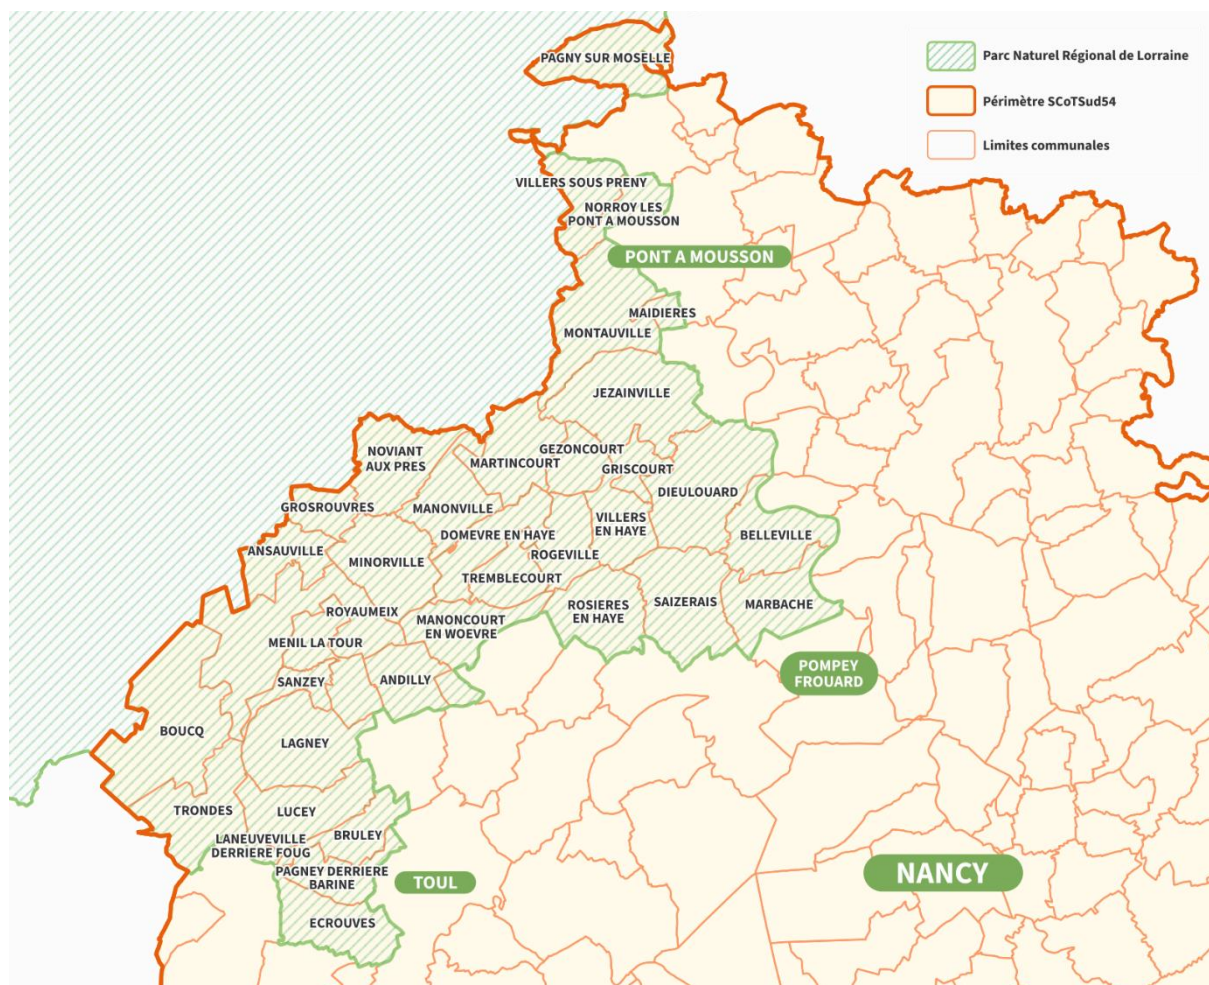 PAGNY SUR MOSELLE
Parc Naturel Régional de Lorraine
Périmètre SCoTSud54
Limites communales
VILLERS SOUS PRENY
NORROY LES
PONT A MOUSSON
PONT A MOUSSON
MAIDIERES
MONTAUVILLE
JEZAINVILLE
NOVIANT
AUX PRES
MARTINCOURT
GEZONCOURT
GRISCOURT
DIEULOUARD
GROSROUVRES
MANONVILLE
VILLERS
EN HAYE
DOMEVRE EN HAYE
BELLEVILLE
ANSAUVILLE
MINORVILLE
ROGEVILLE
TREMBLECOURT
ROYAUMEIX
MANONCOURT
EN WOEVRE
ROSIERES
EN HAYE
SAIZERAIS
MARBACHE
MENIL LA TOUR
SANZEY
ANDILLY
POMPEY
FROUARD
BOUCQ
LAGNEY
TRONDES
LUCEY
LANEUVEVILLE
DERRIERE FOUG
BRULEY
PAGNEY DERRIERE
BARINE
TOUL
NANCY
ECROUVES